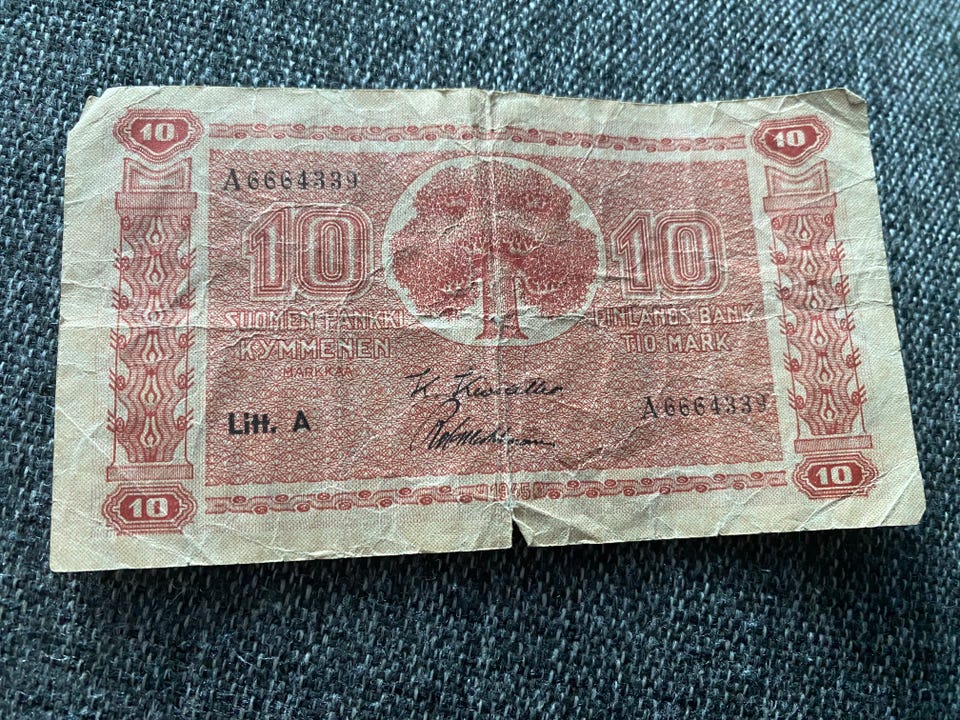 10 10
A6664339
10 10
SUOMEN PANKKI FINLANDS BANK
KYMMENEN TIO MARK
MARKKAA
A6664339
Litt. A
1945
10 10